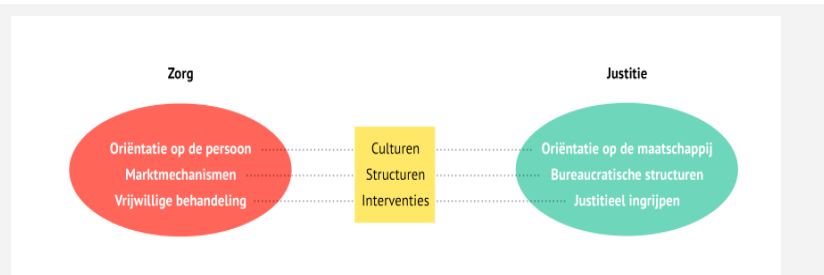 Zorg Justitie
Oriëntatie op de persoon Culturen Oriëntatie op de maatschappij
Marktmechanismen Structuren Bureaucratische structuren
Vrijwillige behandeling Interventies Justitieel ingrijpen